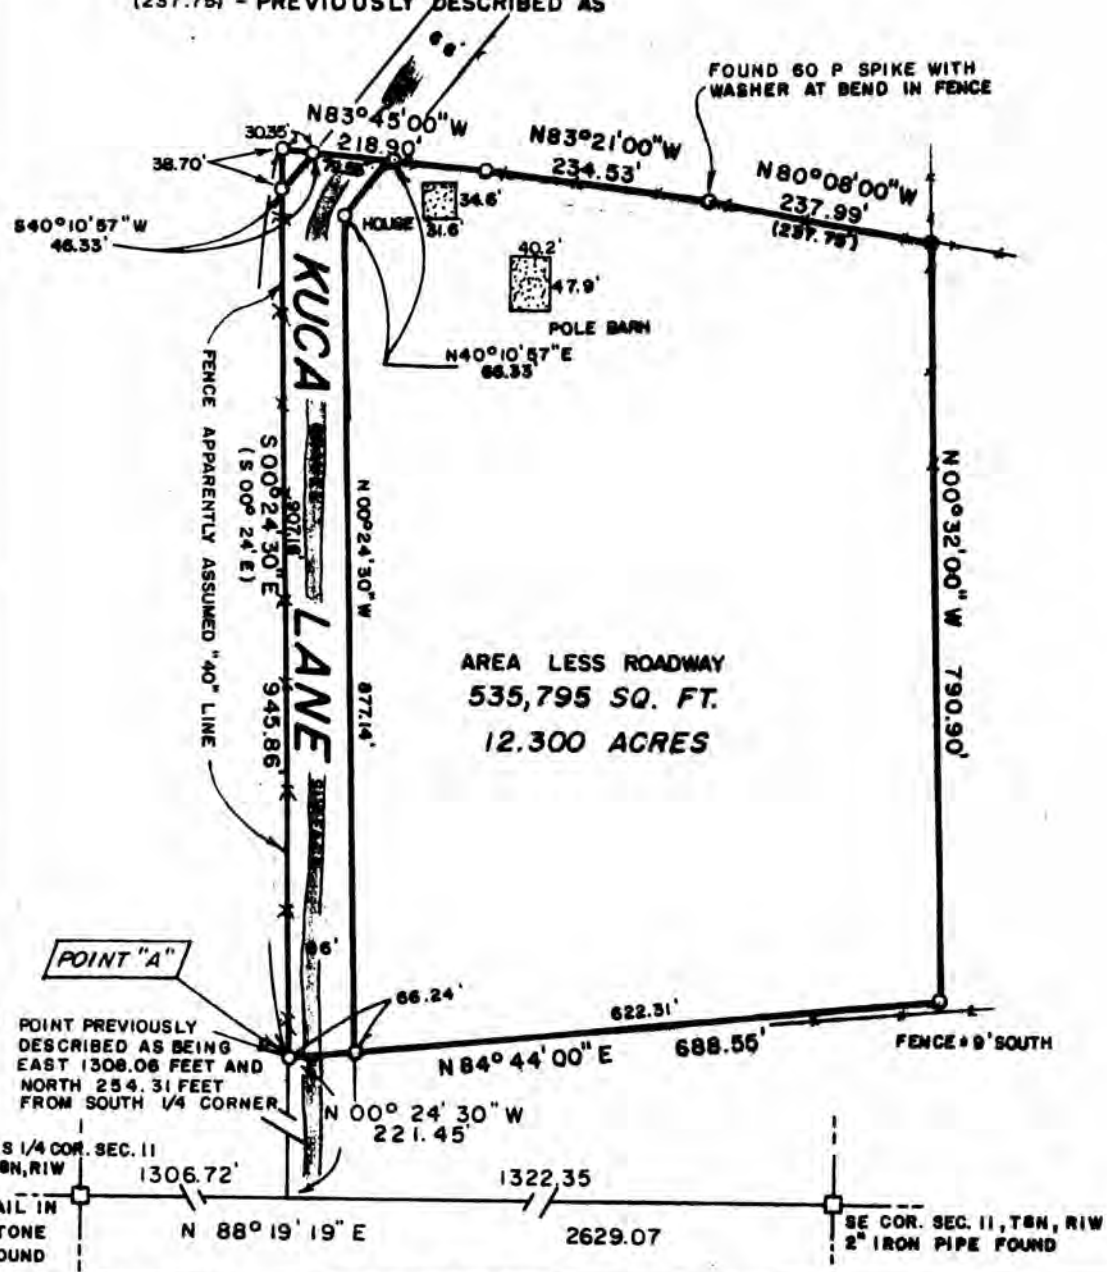 (237.75) - PREVIOUSLY DESCRIBED AS
66'
FOUND 60 P SPIKE WITH
WASHER AT BEND IN FENCE
N83°45'00"W
218.90'
30.35'
38.70'
N83°21'00"W
234.53'
N80°08'00"W
237.99'
(237.75')
S40°10'57"W
46.33'
HOUSE
34.6'
31.6'
40.2'
47.9'
POLE BARN
N40°10'57"E
66.33'
KUCA LANE
FENCE APPARENTLY ASSUMED "40" LINE
S00°24'30"E 945.86'
(S 00° 24' E)
907.16'
N00°24'30"W 877.14'
N00°32'00"W 790.90'
AREA LESS ROADWAY
535,795 SQ. FT.
12.300 ACRES
POINT "A"
66'
66.24'
622.31'
N84°44'00"E 688.55'
FENCE 9' SOUTH
POINT PREVIOUSLY
DESCRIBED AS BEING
EAST 1308.06 FEET AND
NORTH 254.31 FEET
FROM SOUTH 1/4 CORNER
N 00° 24' 30" W
221.45'
S 1/4 COR. SEC. 11
1306.72'
1322.35
N 88°19'19"E
2629.07
SE COR. SEC. 11, T8N, R1W
2" IRON PIPE FOUND